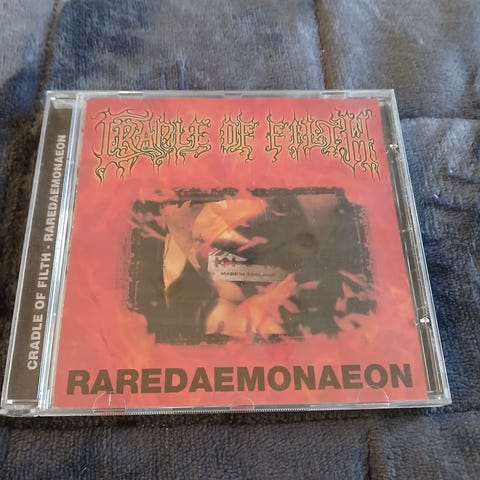 CRADLE OF FILTH
MADE IN ENGLAND
RAREDAEMONAEON
CRADLE OF FILTH - RAREDAEMONAEON